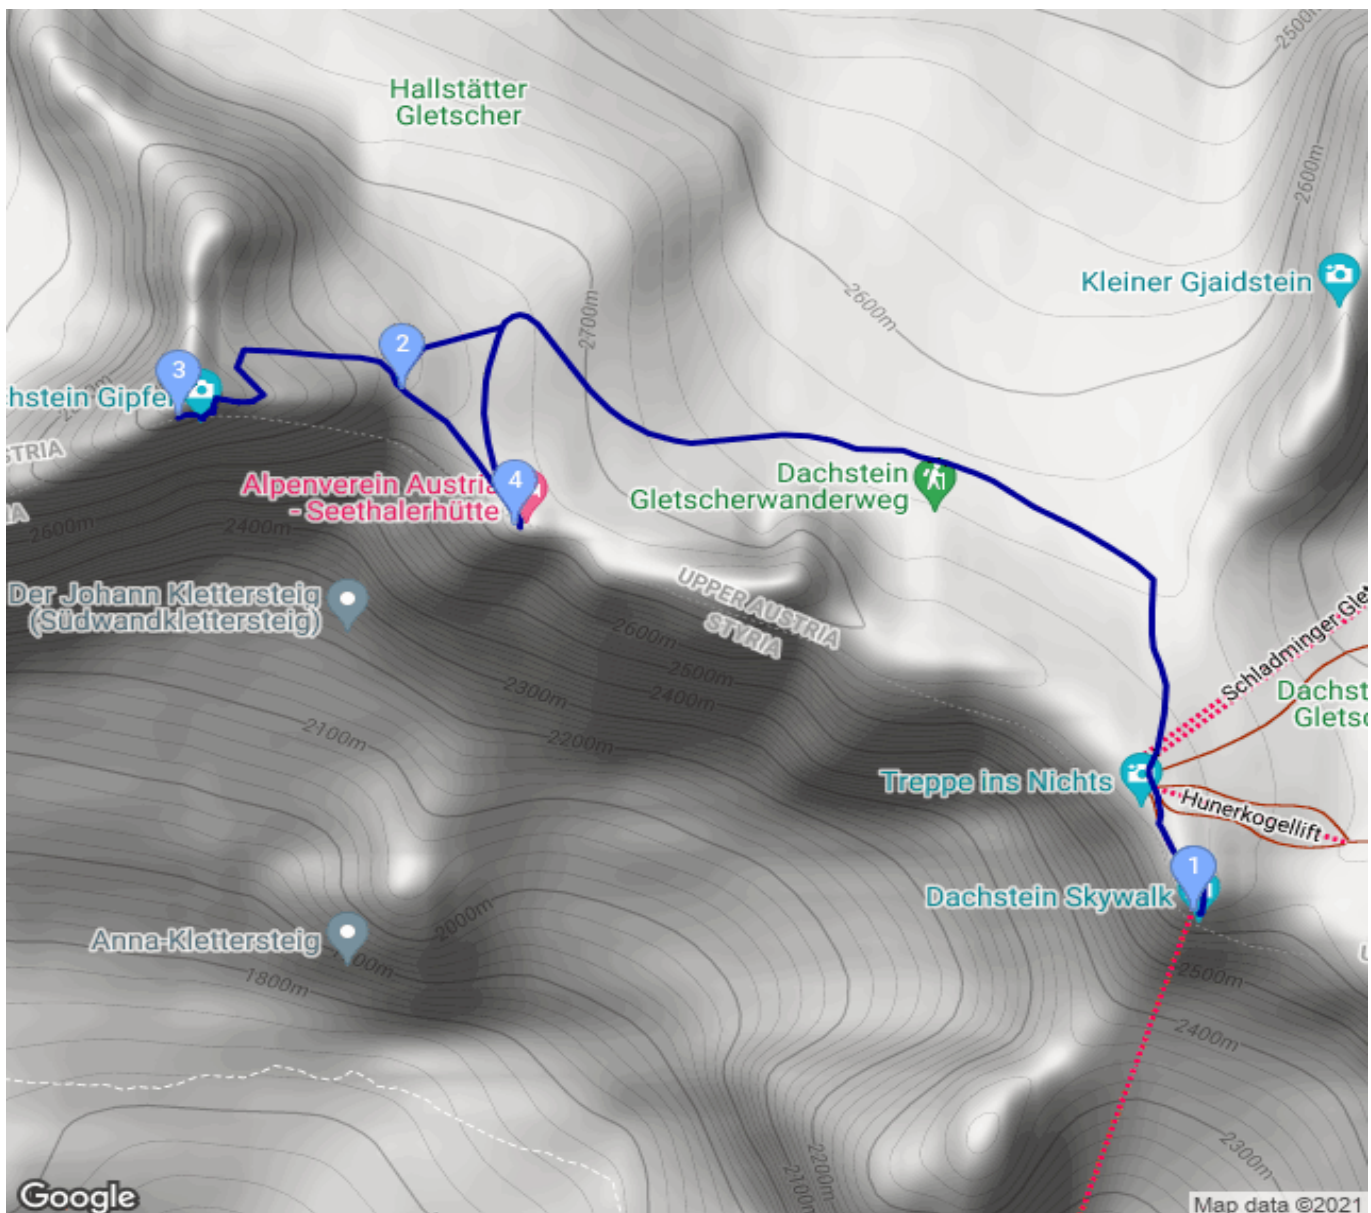 2500m
Hallstätter
Gletscher
2600m
Kleiner Gjaidstein
2600m
2700m
2
3
chstein Gipfel
STRIA
Alpenverein Austria
- Seethalerhütte
4
Dachstein
Gletscherwanderweg
A
2600m
2400m
Der Johann Klettersteig
(Südwandklettersteig)
UPPER AUSTRIA
STYRIA
2600m
2500m
2400m
2300m
2200m
2100m
Schladminger Glet
Dachst
Gletsc
Treppe ins Nichts
Hunerkogellift
1
Dachstein Skywalk
2000m
Anna-Klettersteig
1800m
2500m
2400m
2300m
2200m
2100m
Google
Map data ©2021